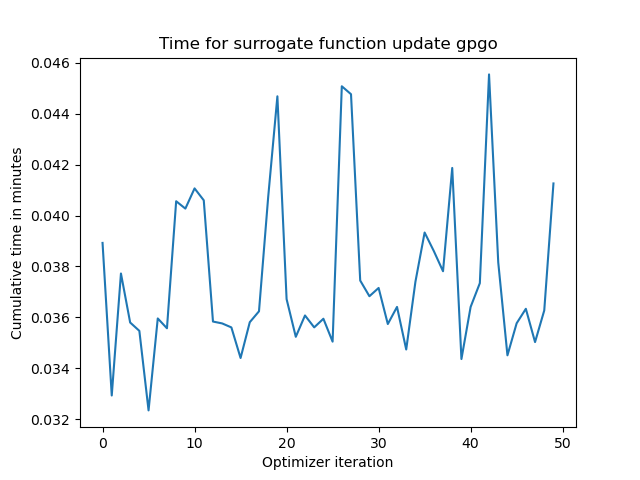 Time for surrogate function update gpgo
0.046
0.044
0.042
0.040
0.038
0.036
0.034
0.032
Cumulative time in minutes
0 10 20 30 40 50
Optimizer iteration